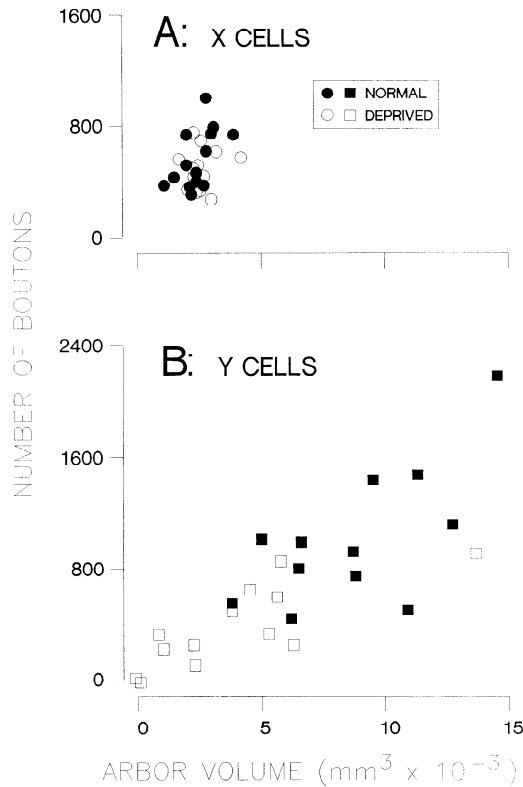 1600
A: X CELLS
NORMAL
DEPRIVED
800
0
NUMBER OF BOUTONS
2400
B: Y CELLS
1600
800
0
0 5 10 15
ARBOR VOLUME (mm³ x 10⁻³)